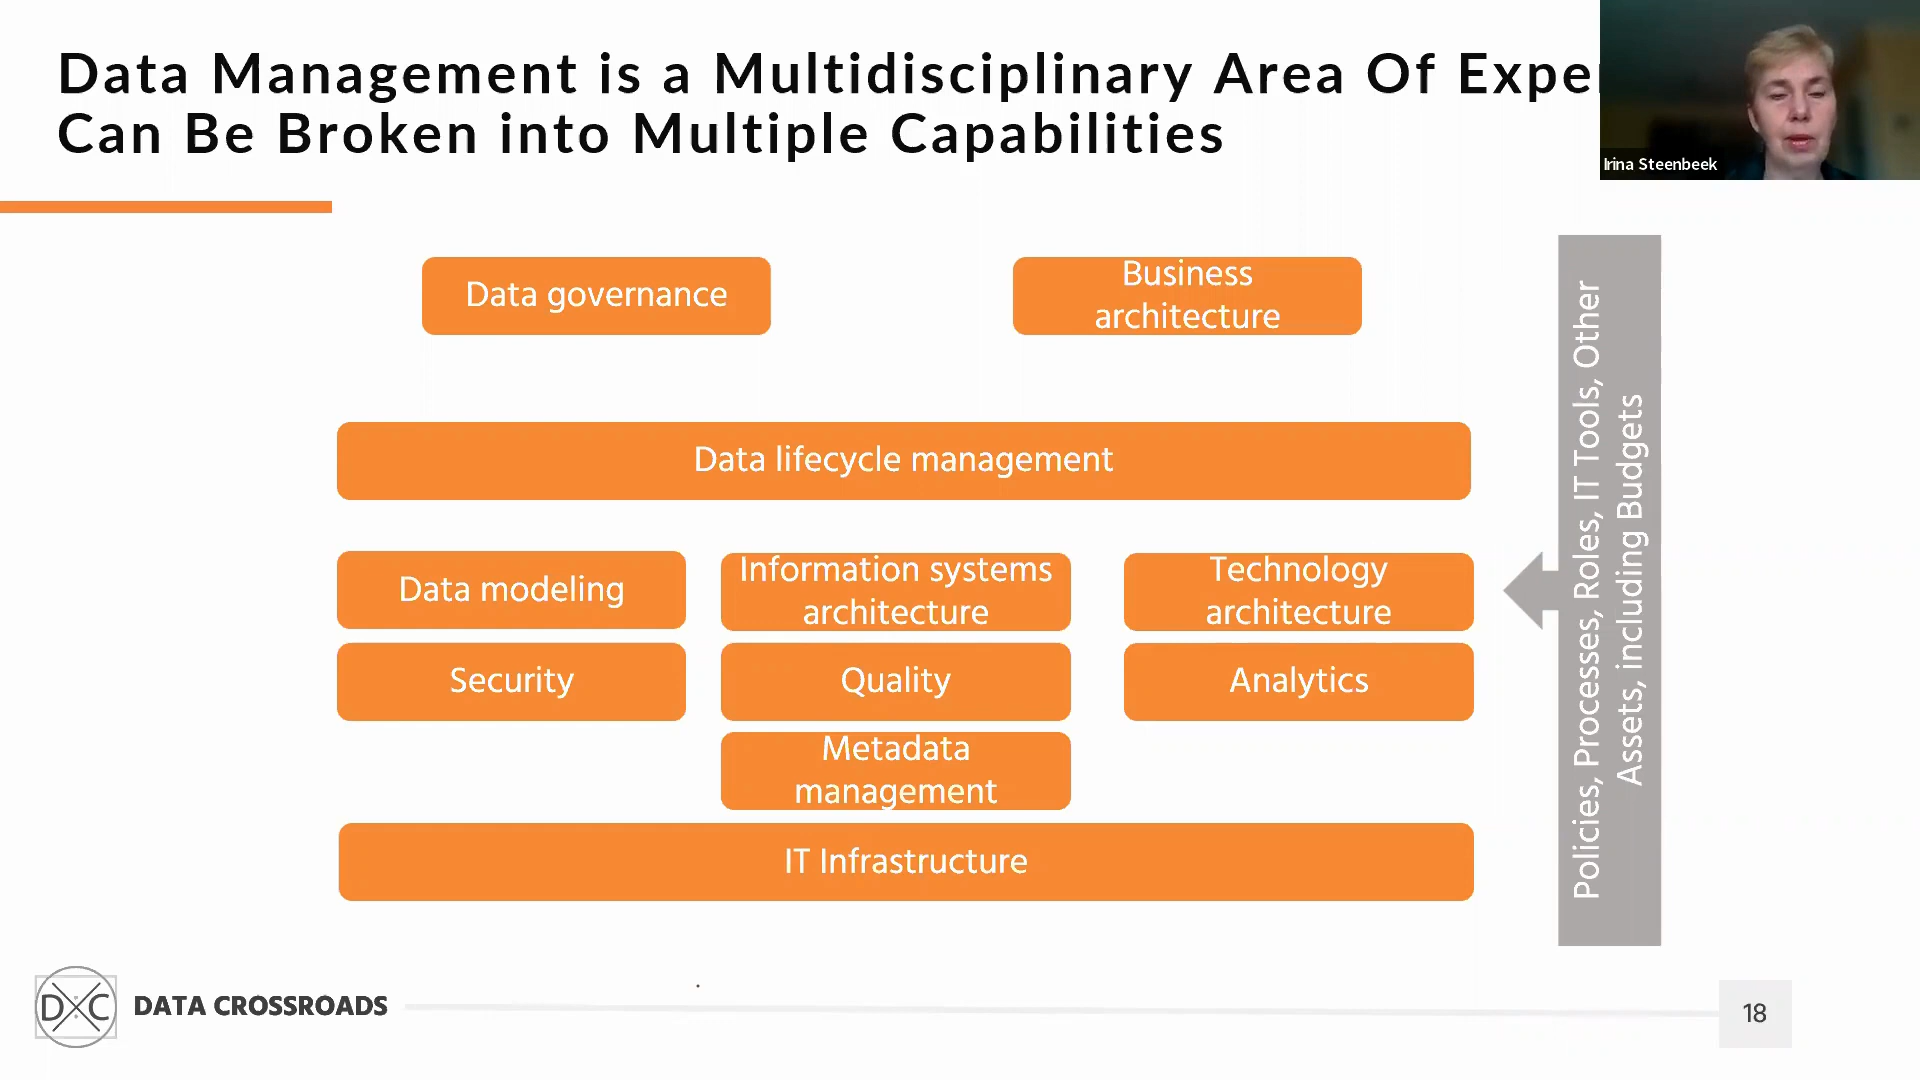 Data Management is a Multidisciplinary Area Of
Can Be Broken into Multiple Capabilities
Irina Steenbeek
Data governance
Business
architecture
Data lifecycle management
Data modeling
Information systems
architecture
Technology
architecture
Security
Quality
Analytics
Metadata
management
IT Infrastructure
Policies, Processes, Roles, IT Tools, Other
Assets, including Budgets
DXC
DATA CROSSROADS
18